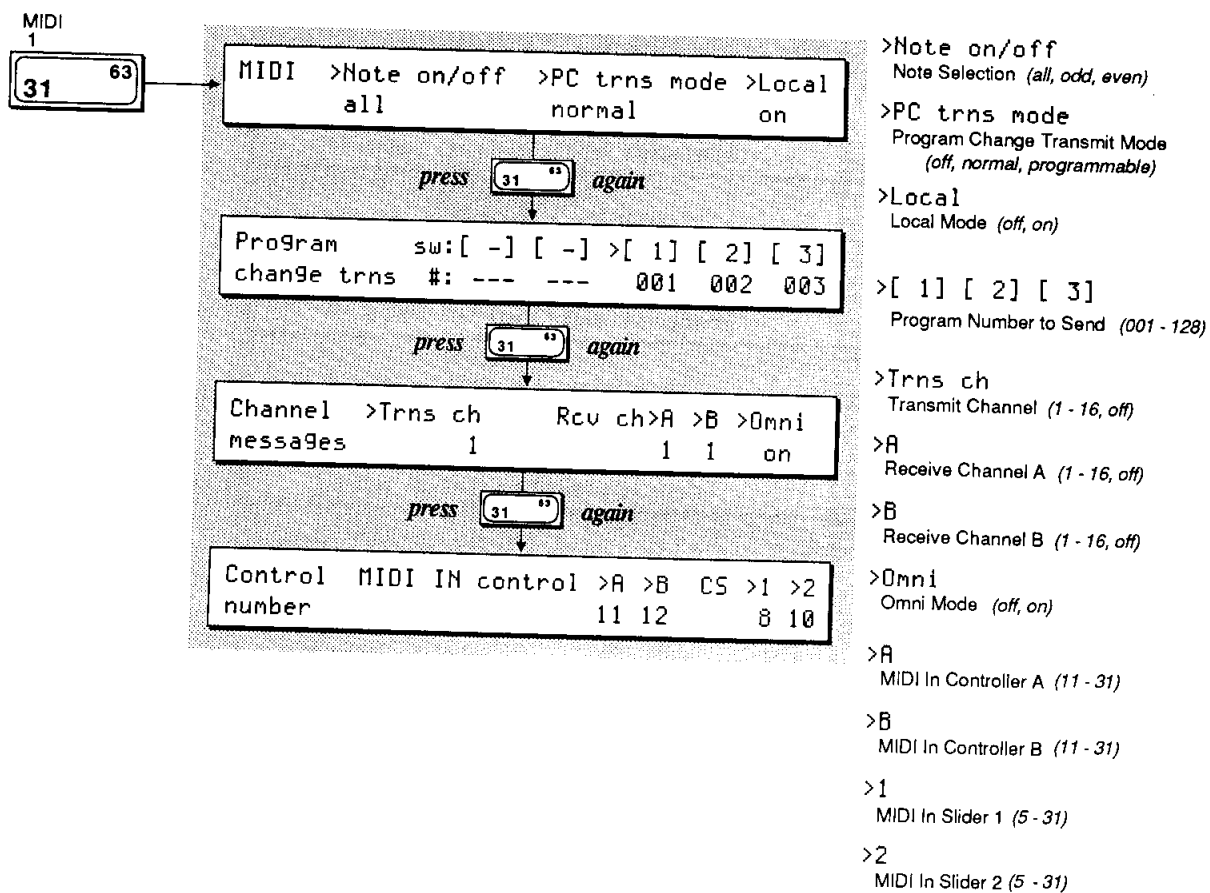 MIDI
1
31 63
MIDI >Note on/off >PC trns mode >Local
all normal on
press 31 63 again
Program sw:[ -] [ -] >[ 1] [ 2] [ 3]
change trns #: --- --- 001 002 003
press 31 63 again
Channel >Trns ch Rcv ch>A >B >Omni
messages 1 1 1 on
press 31 63 again
Control MIDI IN control >A >B CS >1 >2
number 11 12 8 10
>Note on/off
Note Selection (all, odd, even)
>PC trns mode
Program Change Transmit Mode
(off, normal, programmable)
>Local
Local Mode (off, on)
>[ 1] [ 2] [ 3]
Program Number to Send (001 - 128)
>Trns ch
Transmit Channel (1 - 16, off)
>A
Receive Channel A (1 - 16, off)
>B
Receive Channel B (1 - 16, off)
>Omni
Omni Mode (off, on)
>A
MIDI In Controller A (11 - 31)
>B
MIDI In Controller B (11 - 31)
>1
MIDI In Slider 1 (5 - 31)
>2
MIDI In Slider 2 (5 - 31)